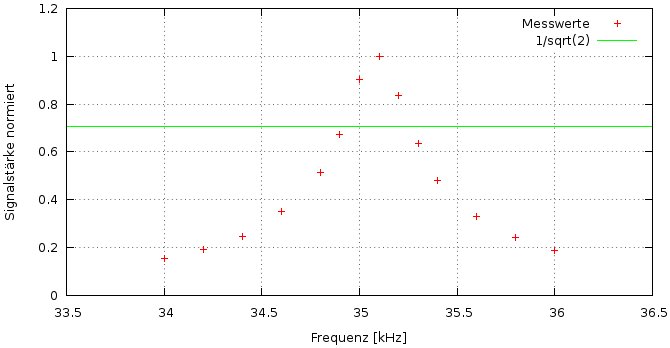 1.2
1
0.8
0.6
0.4
0.2
0
Signalstärke normiert
Messwerte
1/sqrt(2)
33.5 34 34.5 35 35.5 36 36.5
Frequenz [kHz]